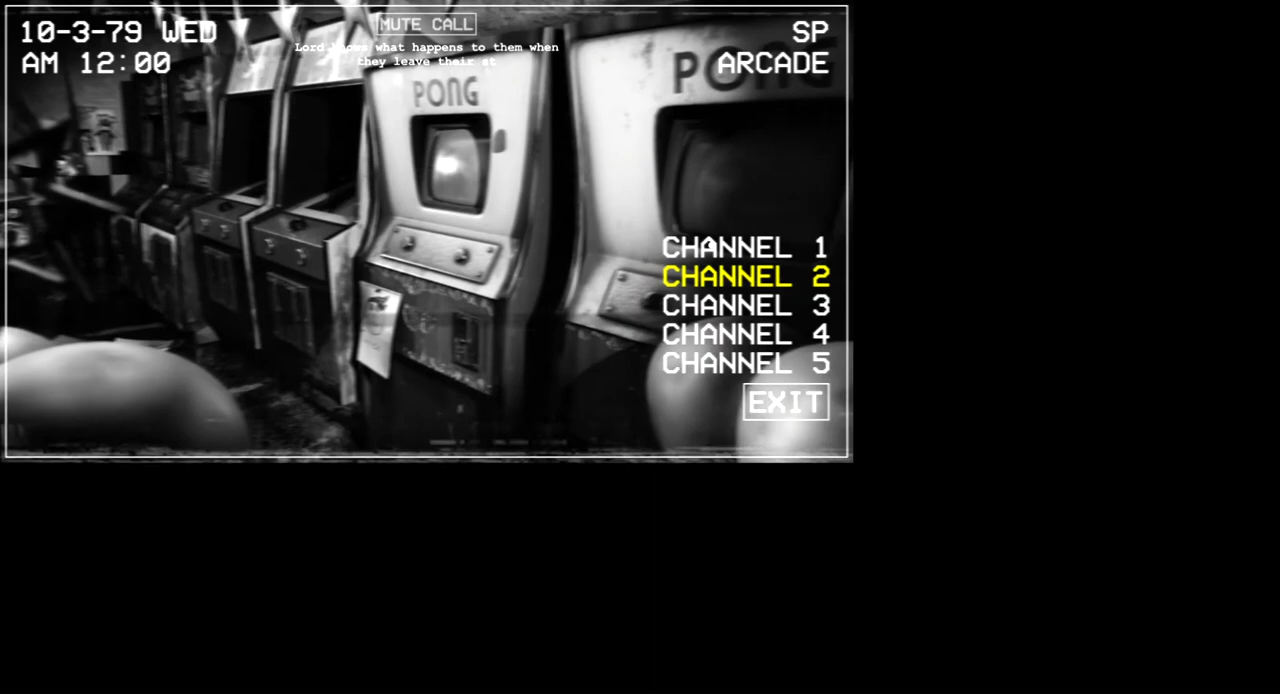 10-3-79 WED
AM 12:00
MUTE CALL
Lord knows what happens to them when
they leave their st
SP
ARCADE
PONG
PONG
CHANNEL 1
CHANNEL 2
CHANNEL 3
CHANNEL 4
CHANNEL 5
EXIT